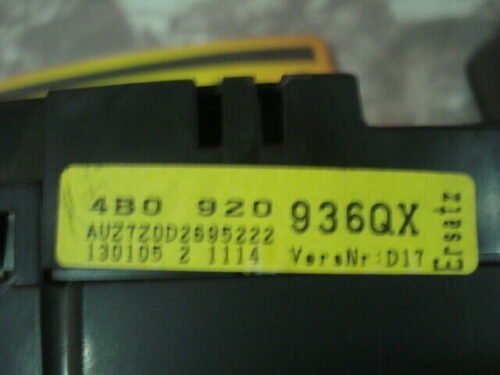 4B0 920 936QX
AUZ7Z0D2695222
130105 2 1114 VersNr:D17
Ersatz